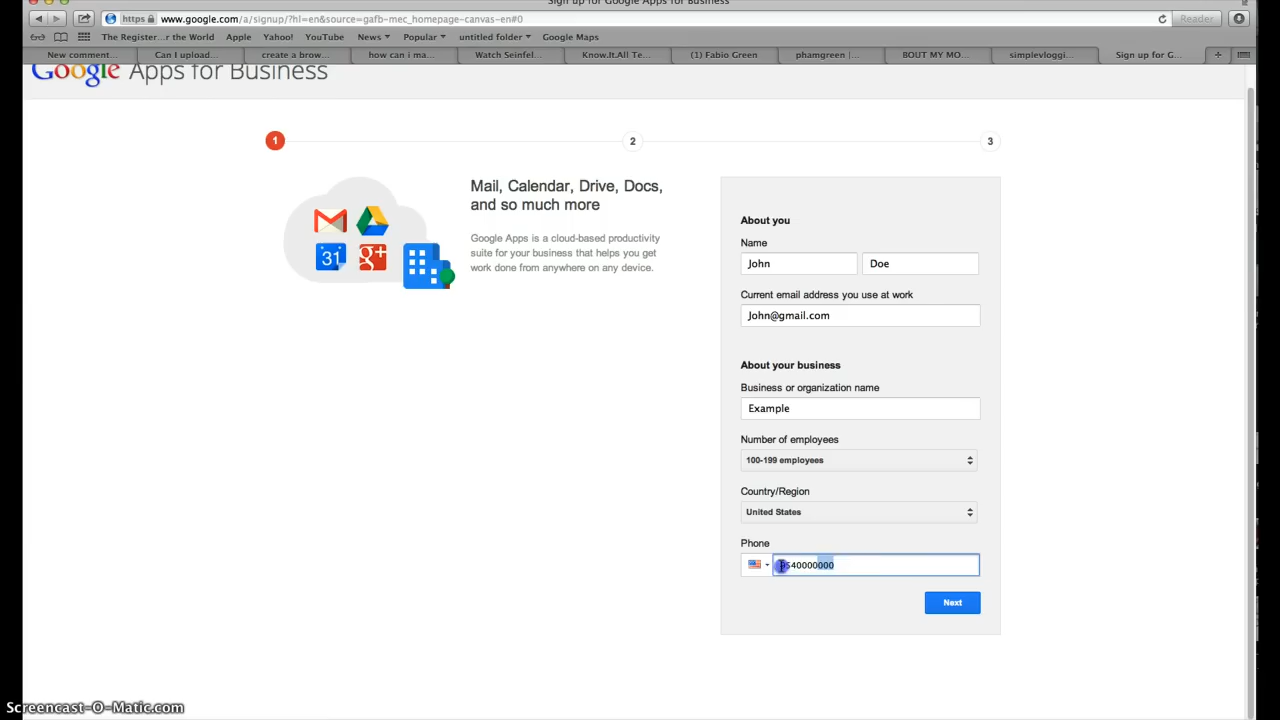 Sign up for Google Apps for Business
https www.google.com/a/signup/?hl=en&source=gafb-mec_homepage-canvas-en#0 Reader
The Register...r the World Apple Yahoo! YouTube News Popular untitled folder Google Maps
New comment Can I upload... create a brow... how can i ma... Watch Seinfel... Know.It.All Te... (1) Fabio Green phamgreen |... BOUT MY MO... simplevloggi... Sign up for G...
Google Apps for Business
1 2 3
Mail, Calendar, Drive, Docs,
and so much more
Google Apps is a cloud-based productivity
suite for your business that helps you get
work done from anywhere on any device.
31
g+
About you
Name
John Doe
Current email address you use at work
John@gmail.com
About your business
Business or organization name
Example
Number of employees
100-199 employees
Country/Region
United States
Phone
9540000000
Next
Screencast-O-Matic.com